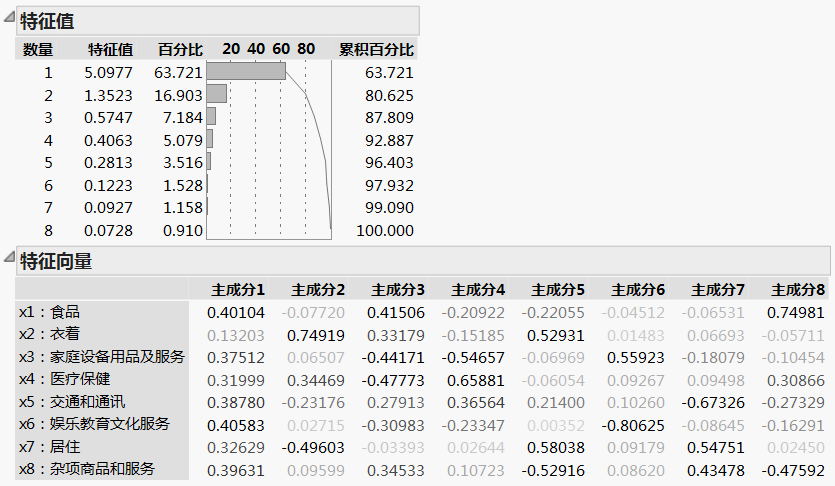 特征值
数量 特征值 百分比 20 40 60 80 累积百分比
1 5.0977 63.721 63.721
2 1.3523 16.903 80.625
3 0.5747 7.184 87.809
4 0.4063 5.079 92.887
5 0.2813 3.516 96.403
6 0.1223 1.528 97.932
7 0.0927 1.158 99.090
8 0.0728 0.910 100.000
特征向量
主成分1 主成分2 主成分3 主成分4 主成分5 主成分6 主成分7 主成分8
x1：食品 0.40104 -0.07720 0.41506 -0.20922 -0.22055 -0.04512 -0.06531 0.74981
x2：衣着 0.13203 0.74919 0.33179 -0.15185 0.52931 0.01483 0.06693 -0.05711
x3：家庭设备用品及服务 0.37512 0.06507 -0.44171 -0.54657 -0.06969 0.55923 -0.18079 -0.10454
x4：医疗保健 0.31999 0.34469 -0.47773 0.65881 -0.06054 0.09267 0.09498 0.30866
x5：交通和通讯 0.38780 -0.23176 0.27913 0.36564 0.21400 0.10260 -0.67326 -0.27329
x6：娱乐教育文化服务 0.40583 0.02715 -0.30983 -0.23347 0.00352 -0.80625 -0.08645 -0.16291
x7：居住 0.32629 -0.49603 -0.03393 0.02644 0.58038 0.09179 0.54751 0.02450
x8：杂项商品和服务 0.39631 0.09599 0.34533 0.10723 -0.52916 0.08620 0.43478 -0.47592